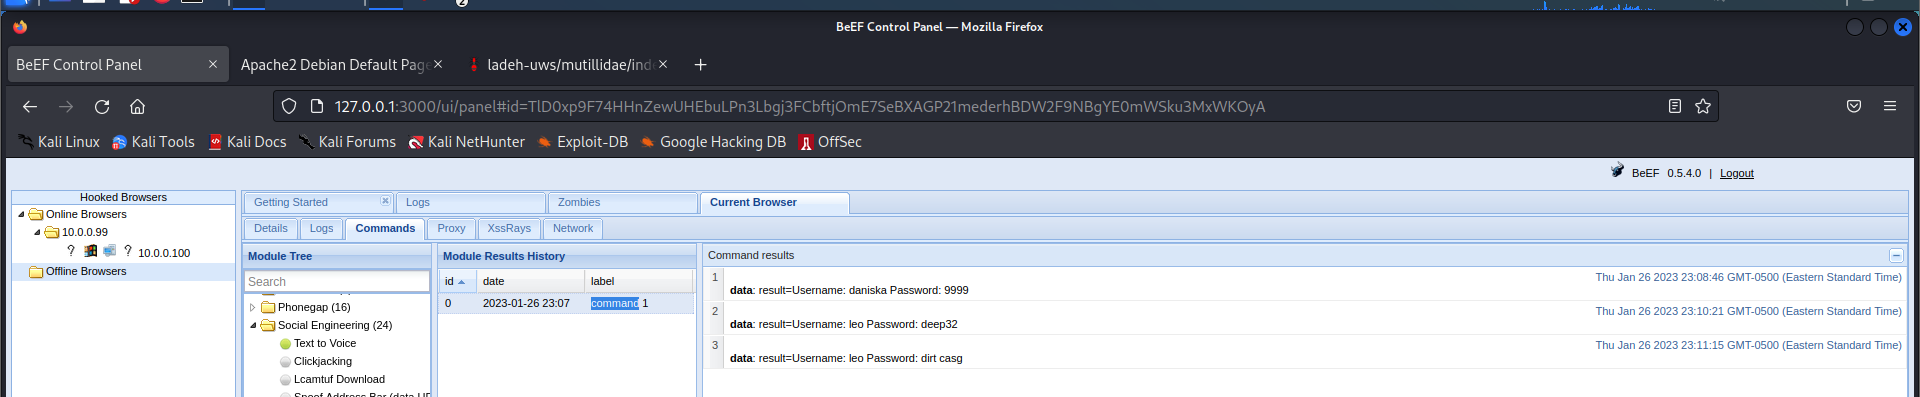 2
BeEF Control Panel — Mozilla Firefox
BeEF Control Panel × Apache2 Debian Default Page × ladeh-uws/mutillidae/inde × +
127.0.0.1:3000/ui/panel#id=TlD0xp9F74HHnZewUHEbuLPn3Lbgj3FCbftjOmE7SeBXAGP21mederhBDW2F9NBgYE0mWSku3MxWKOyA
Kali Linux Kali Tools Kali Docs Kali Forums Kali NetHunter Exploit-DB Google Hacking DB OffSec
BeEF 0.5.4.0 | Logout
Hooked Browsers
Online Browsers
10.0.0.99
? ? 10.0.0.100
Offline Browsers
Getting Started Logs Zombies Current Browser
Details Logs Commands Proxy XssRays Network
Module Tree
Search
Phonegap (16)
Social Engineering (24)
Text to Voice
Clickjacking
Lcamtuf Download
Module Results History
id date label
0 2023-01-26 23:07 command 1
Command results
1 Thu Jan 26 2023 23:08:46 GMT-0500 (Eastern Standard Time)
data: result=Username: daniska Password: 9999
2 Thu Jan 26 2023 23:10:21 GMT-0500 (Eastern Standard Time)
data: result=Username: leo Password: deep32
3 Thu Jan 26 2023 23:11:15 GMT-0500 (Eastern Standard Time)
data: result=Username: leo Password: dirt casg